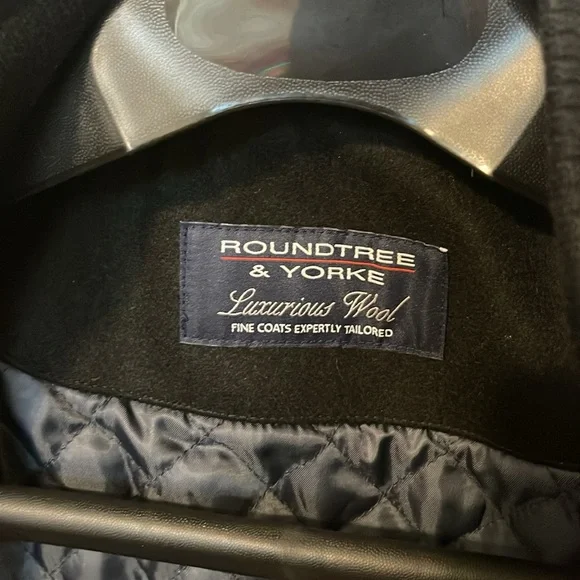 ROUNDTREE
& YORKE
Luxurious Wool
FINE COATS EXPERTLY TAILORED